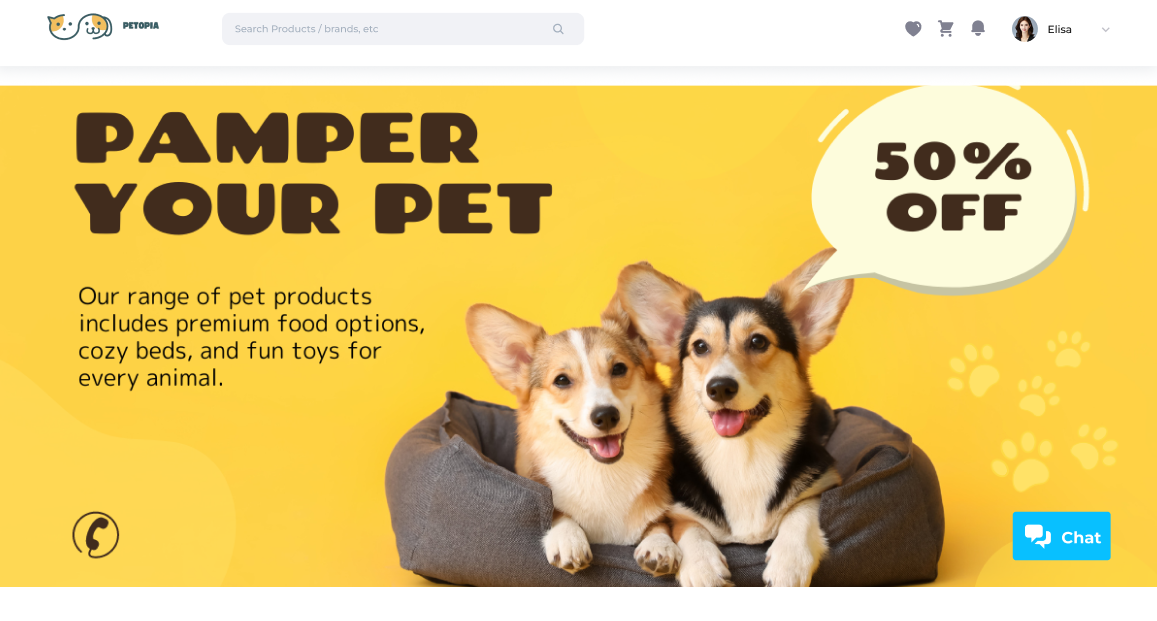 PETOPIA
Search Products / brands, etc
Elisa
PAMPER
YOUR PET
50%
OFF
Our range of pet products
includes premium food options,
cozy beds, and fun toys for
every animal.
Chat